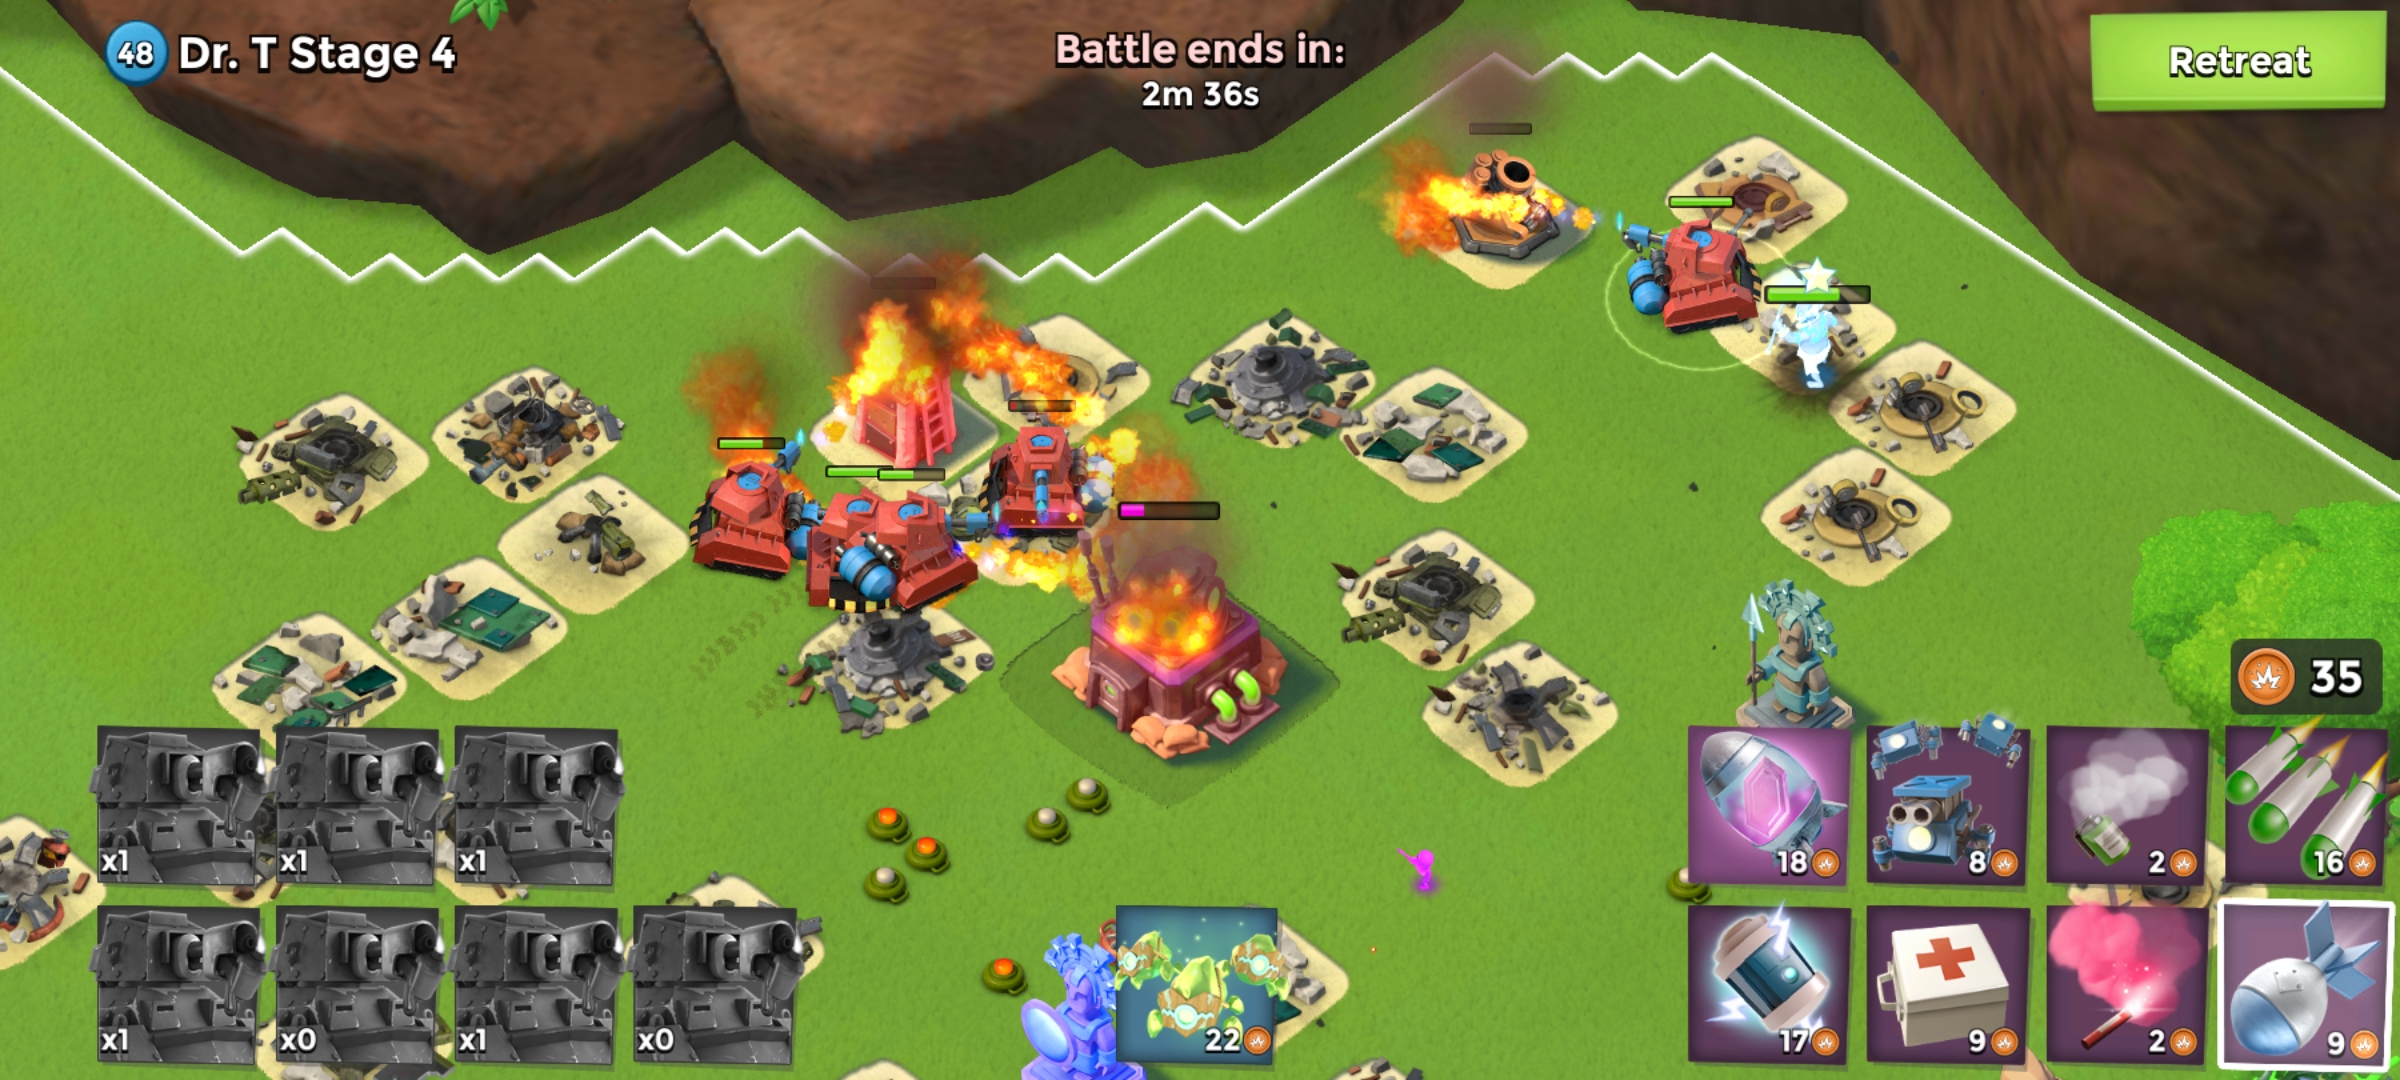 48 Dr. T Stage 4
Battle ends in:
2m 36s
Retreat
35
x1 x1 x1
18 8 2 16
x1 x0 x1 x0
22
17 9 2 9